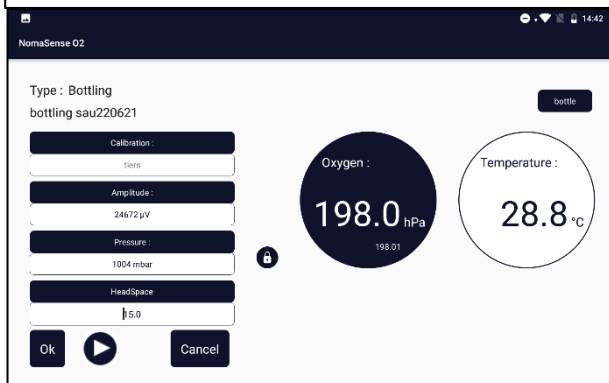 14:42
NomaSense O2
Type : Bottling
bottling sau220621
bottle
Calibration :
tiers
Amplitude :
24672 µV
Pressure :
1004 mbar
HeadSpace
15.0
Ok
Cancel
Oxygen :
198.0 hPa
198.01
Temperature :
28.8 °C